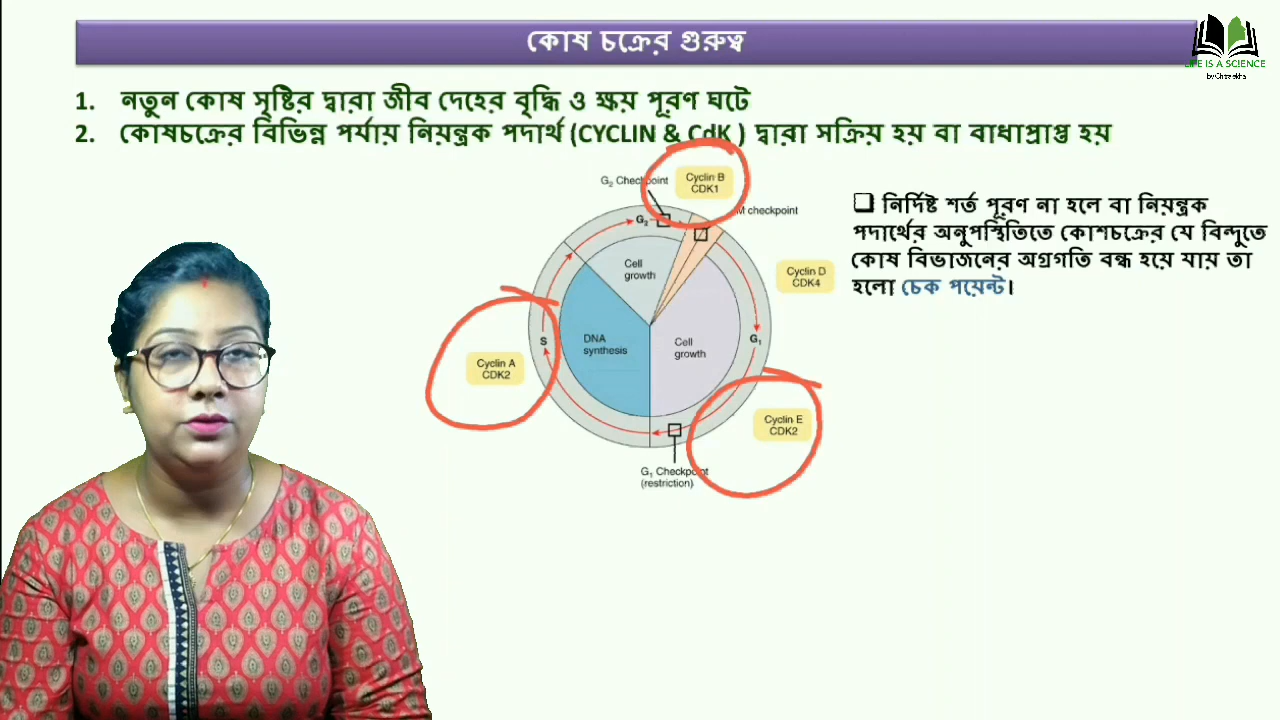 কোষ চক্রের গুরুত্ব
LIFE IS A SCIENCE
1. নতুন কোষ সৃষ্টির দ্বারা জীব দেহের বৃদ্ধি ও ক্ষয় পূরণ ঘটে
2. কোষচক্রের বিভিন্ন পর্যায় নিয়ন্ত্রক পদার্থ (CYCLIN & CdK ) দ্বারা সক্রিয় হয় বা বাধাপ্রাপ্ত হয়
G₂ Checkpoint
Cyclin B
CDK1
M checkpoint
G₂
Cell
growth
Cyclin D
CDK4
S
DNA
synthesis
Cell
growth
G₁
Cyclin A
CDK2
Cyclin E
CDK2
G₁ Checkpoint
(restriction)
❑ নির্দিষ্ট শর্ত পূরণ না হলে বা নিয়ন্ত্রক
পদার্থের অনুপস্থিতিতে কোশচক্রের যে বিন্দুতে
কোষ বিভাজনের অগ্রগতি বন্ধ হয়ে যায় তা
হলো চেক পয়েন্ট।